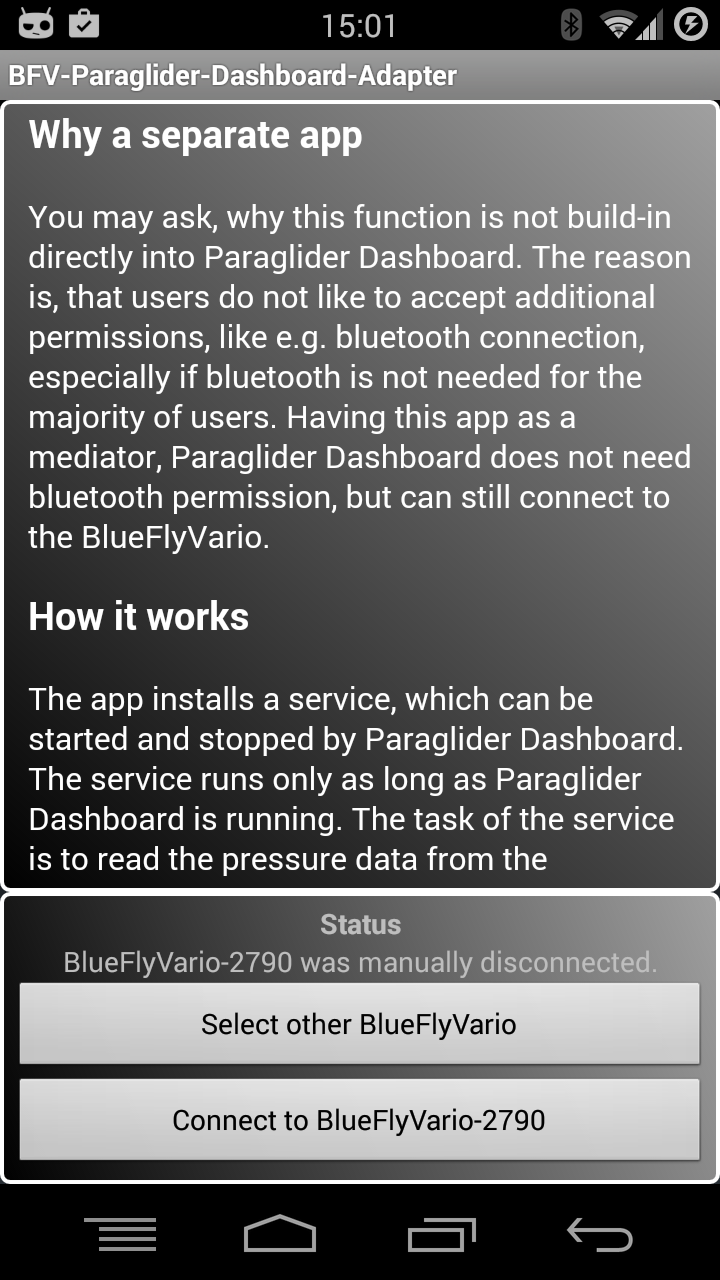 15:01
BFV-Paraglider-Dashboard-Adapter
Why a separate app
You may ask, why this function is not build-in
directly into Paraglider Dashboard. The reason
is, that users do not like to accept additional
permissions, like e.g. bluetooth connection,
especially if bluetooth is not needed for the
majority of users. Having this app as a
mediator, Paraglider Dashboard does not need
bluetooth permission, but can still connect to
the BlueFlyVario.
How it works
The app installs a service, which can be
started and stopped by Paraglider Dashboard.
The service runs only as long as Paraglider
Dashboard is running. The task of the service
is to read the pressure data from the
Status
BlueFlyVario-2790 was manually disconnected.
Select other BlueFlyVario
Connect to BlueFlyVario-2790